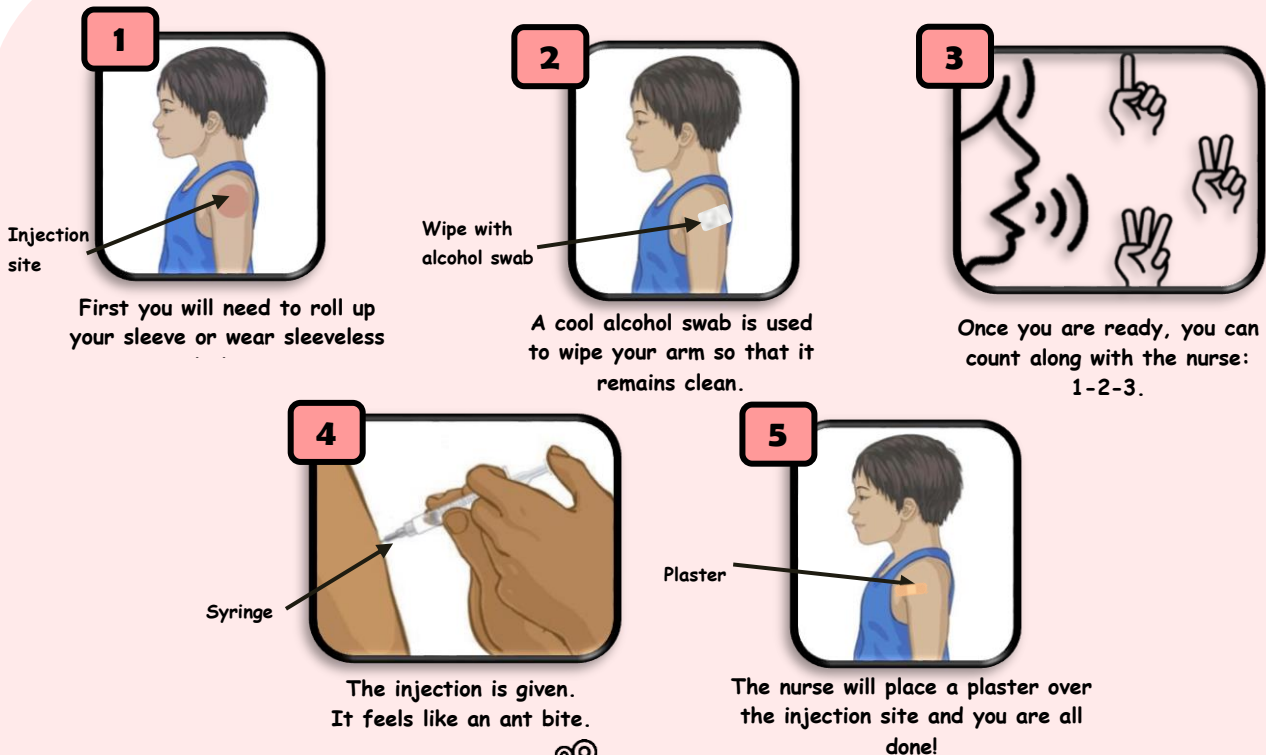 1
Injection
site
First you will need to roll up
your sleeve or wear sleeveless
2
Wipe with
alcohol swab
A cool alcohol swab is used
to wipe your arm so that it
remains clean.
3
Once you are ready, you can
count along with the nurse:
1-2-3.
4
Syringe
The injection is given.
It feels like an ant bite.
5
Plaster
The nurse will place a plaster over
the injection site and you are all
done!